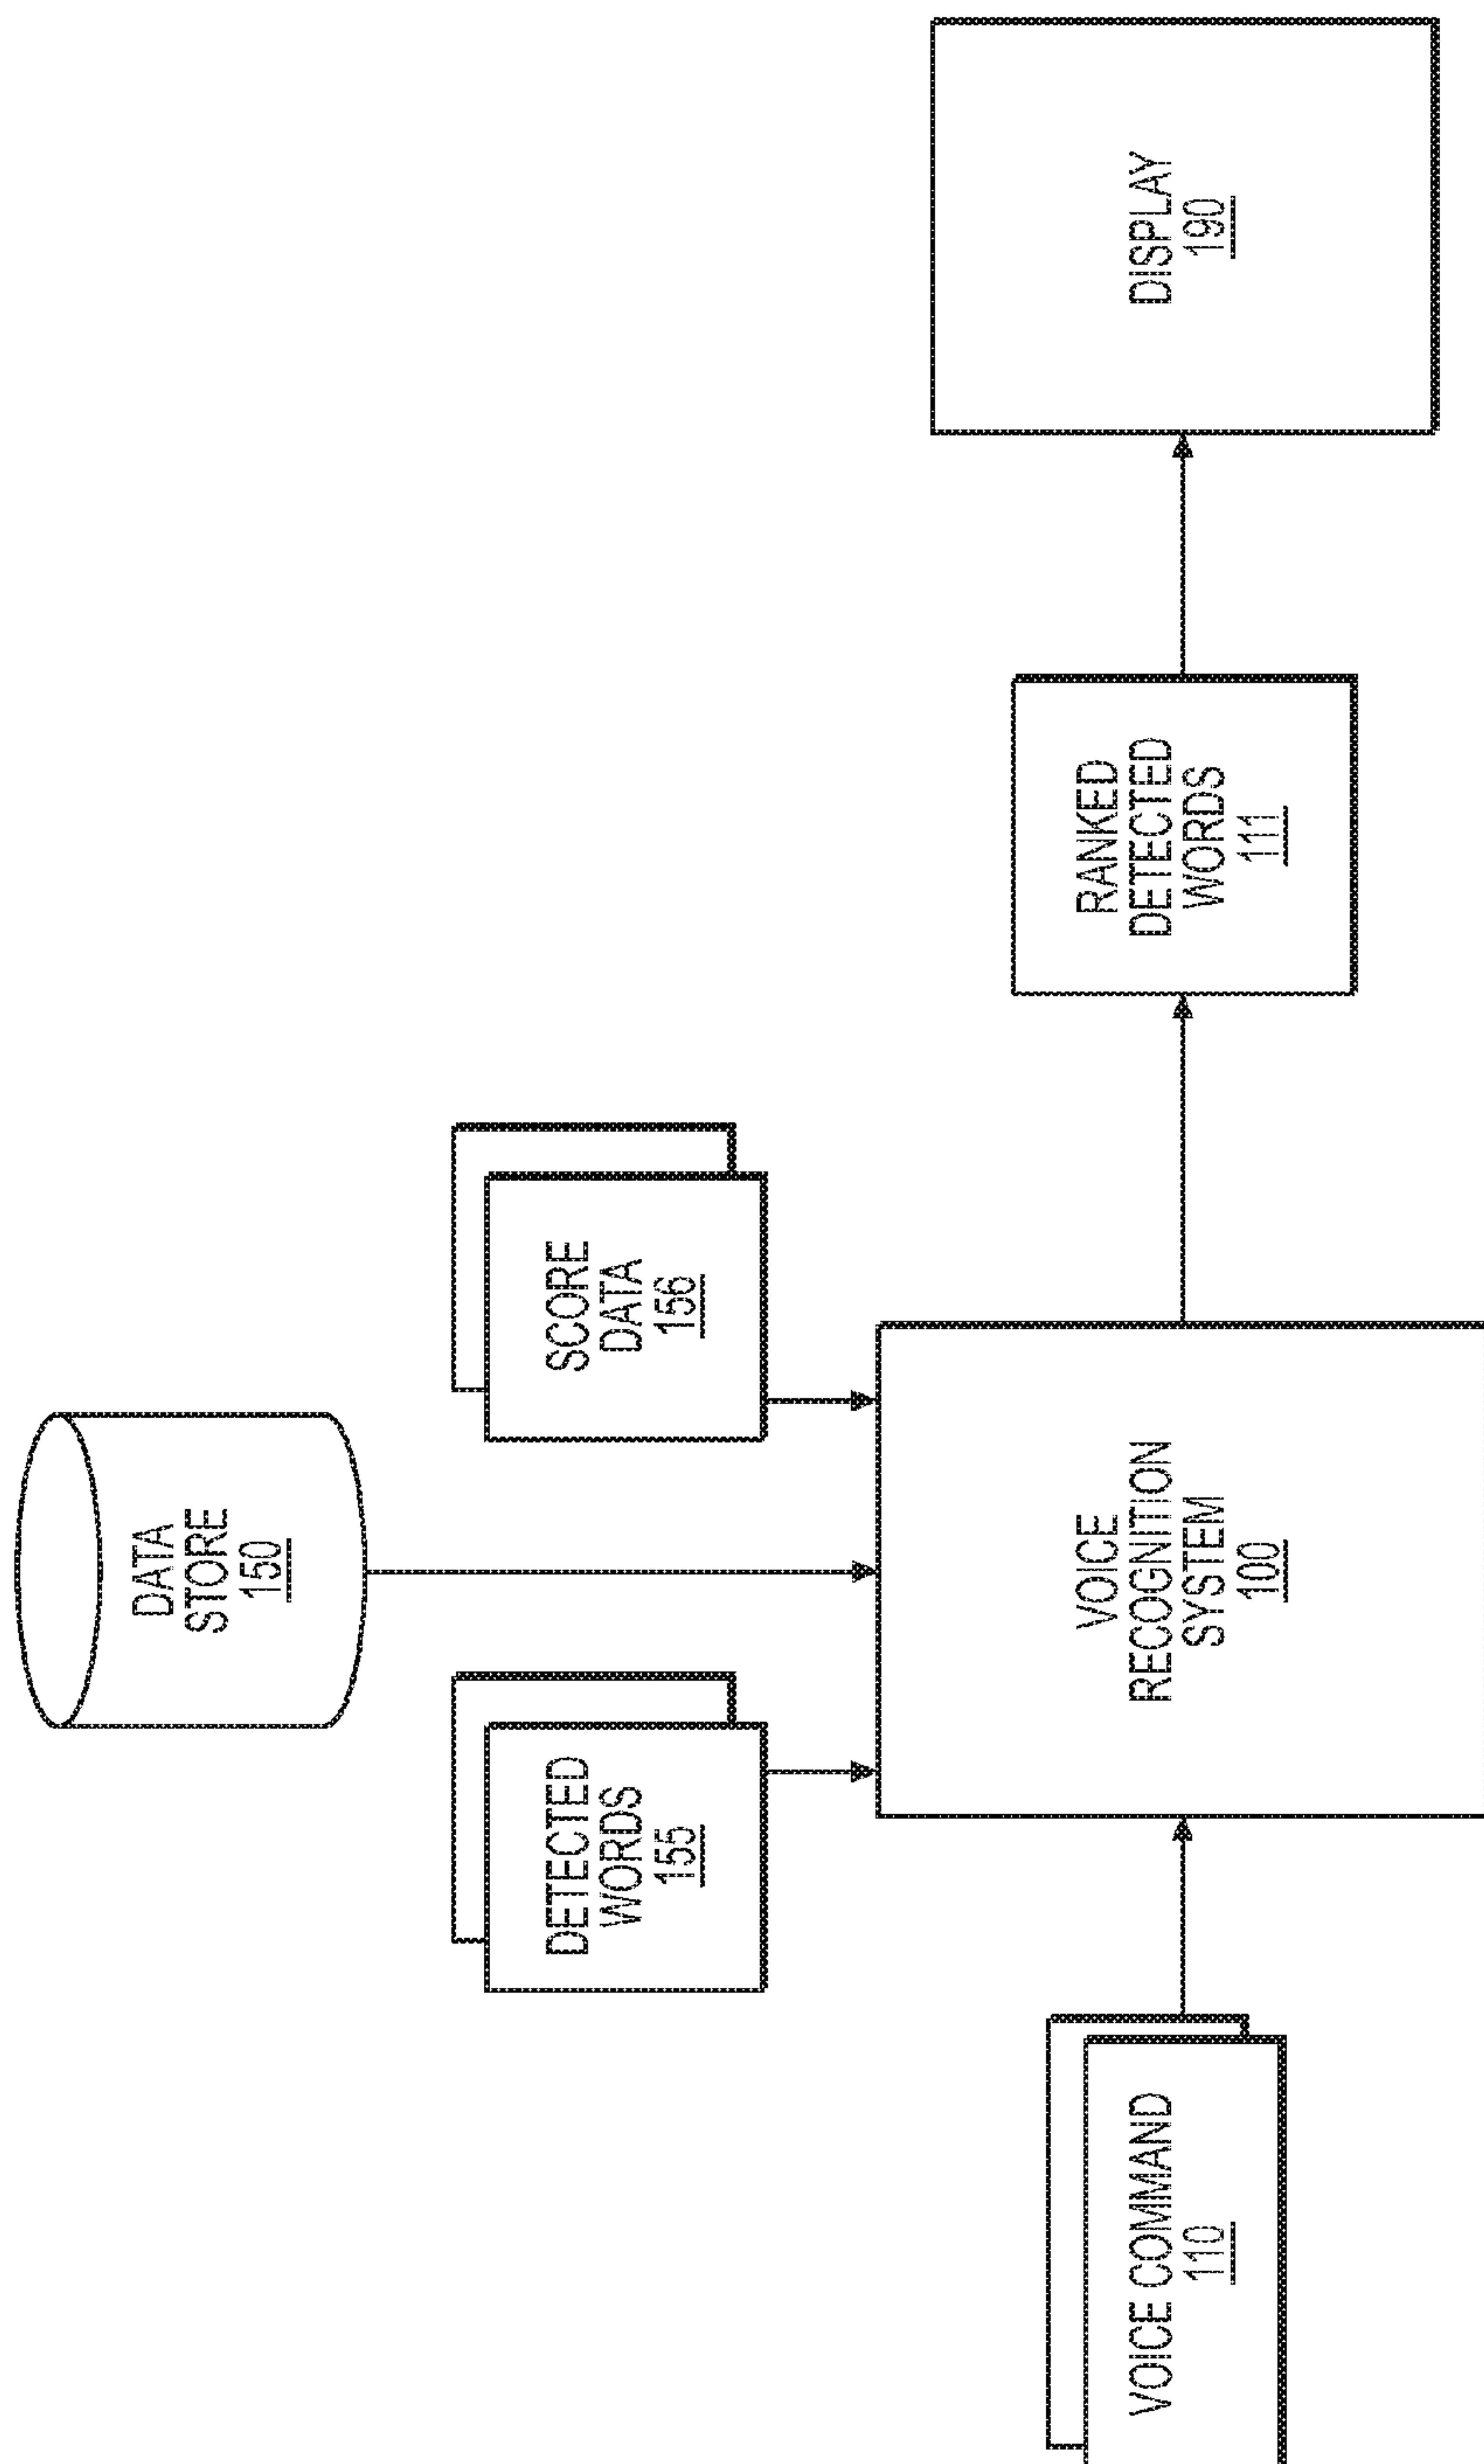 DATA
STORE
150
DETECTED
WORDS
155
SCORE
DATA
156
VOICE COMMAND
110
VOICE
RECOGNITION
SYSTEM
100
RANKED
DETECTED
WORDS
111
DISPLAY
190